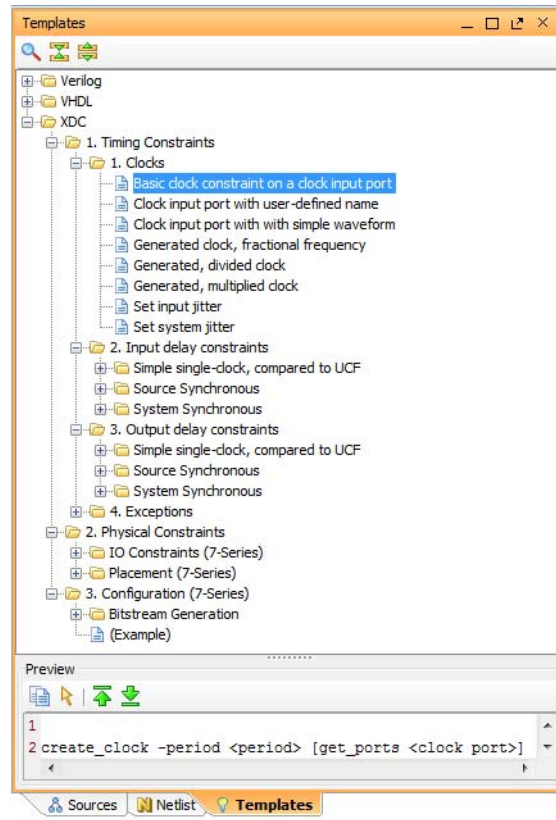 Templates
Verilog
VHDL
XDC
1. Timing Constraints
1. Clocks
Basic clock constraint on a clock input port
Clock input port with user-defined name
Clock input port with with simple waveform
Generated clock, fractional frequency
Generated, divided clock
Generated, multiplied clock
Set input jitter
Set system jitter
2. Input delay constraints
Simple single-clock, compared to UCF
Source Synchronous
System Synchronous
3. Output delay constraints
Simple single-clock, compared to UCF
Source Synchronous
System Synchronous
4. Exceptions
2. Physical Constraints
IO Constraints (7-Series)
Placement (7-Series)
3. Configuration (7-Series)
Bitstream Generation
(Example)
Preview
1
2 create_clock -period <period> [get_ports <clock port>]
Sources Netlist Templates